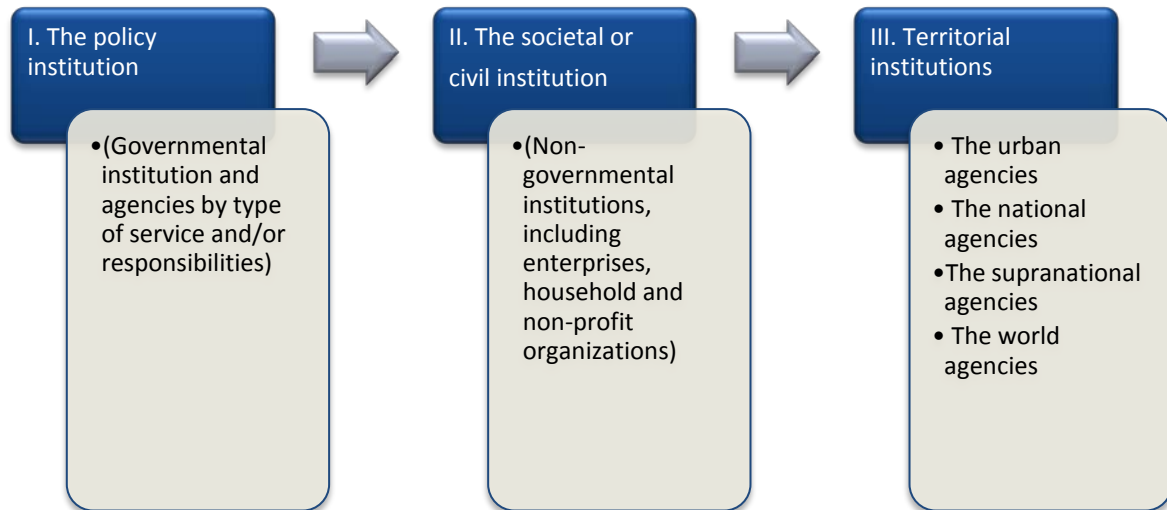 I. The policy
institution
•(Governmental
institution and
agencies by type
of service and/or
responsibilities)
II. The societal or
civil institution
•(Non-
governmental
institutions,
including
enterprises,
household and
non-profit
organizations)
III. Territorial
institutions
• The urban
agencies
• The national
agencies
•The supranational
agencies
• The world
agencies